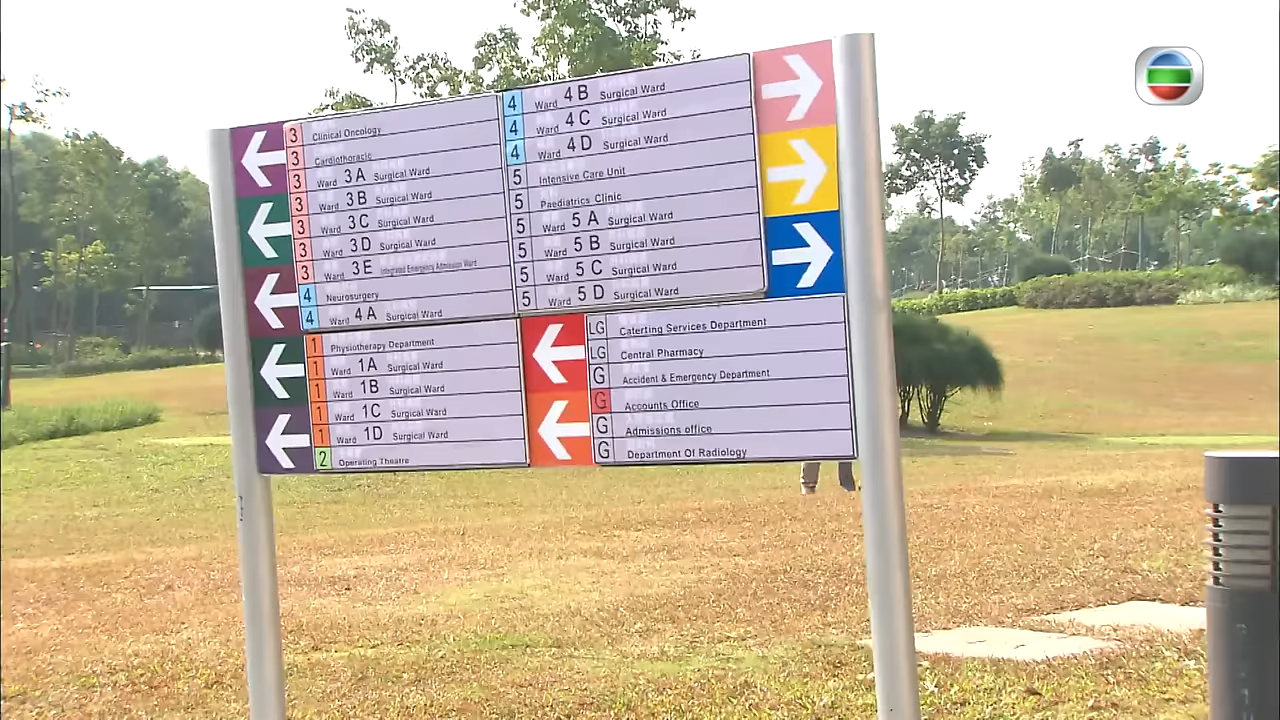 3 Clinical Oncology
3 Cardiothoracic
3 Ward 3A Surgical Ward
3 Ward 3B Surgical Ward
3 Ward 3C Surgical Ward
3 Ward 3D Surgical Ward
3 Ward 3E Integrated Emergency Admission Ward
4 Neurosurgery
4 Ward 4A Surgical Ward
4 Ward 4B Surgical Ward
4 Ward 4C Surgical Ward
4 Ward 4D Surgical Ward
5 Intensive Care Unit
5 Paediatrics Clinic
5 Ward 5A Surgical Ward
5 Ward 5B Surgical Ward
5 Ward 5C Surgical Ward
5 Ward 5D Surgical Ward
1 Physiotherapy Department
1 Ward 1A Surgical Ward
1 Ward 1B Surgical Ward
1 Ward 1C Surgical Ward
1 Ward 1D Surgical Ward
2 Operating Theatre
LG Caterting Services Department
LG Central Pharmacy
G Accident & Emergency Department
G Accounts Office
G Admissions office
G Department Of Radiology